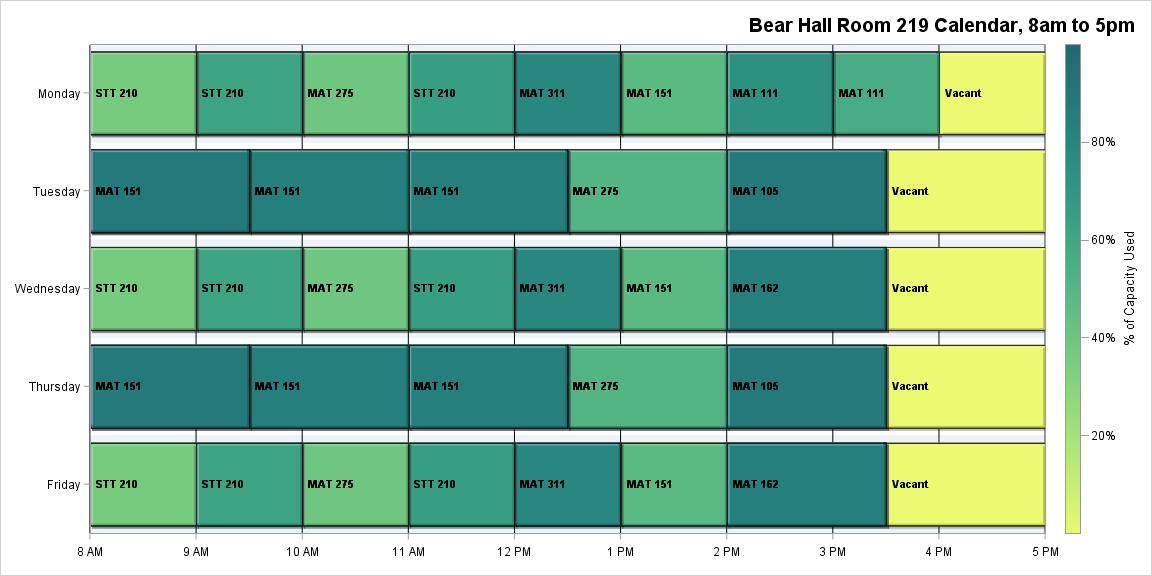 Bear Hall Room 219 Calendar, 8am to 5pm
Monday
STT 210 STT 210 MAT 275 STT 210 MAT 311 MAT 151 MAT 111 MAT 111 Vacant
Tuesday
MAT 151 MAT 151 MAT 151 MAT 275 MAT 105 Vacant
Wednesday
STT 210 STT 210 MAT 275 STT 210 MAT 311 MAT 151 MAT 162 Vacant
Thursday
MAT 151 MAT 151 MAT 151 MAT 275 MAT 105 Vacant
Friday
STT 210 STT 210 MAT 275 STT 210 MAT 311 MAT 151 MAT 162 Vacant
8 AM 9 AM 10 AM 11 AM 12 PM 1 PM 2 PM 3 PM 4 PM 5 PM
80%
60%
40%
20%
% of Capacity Used